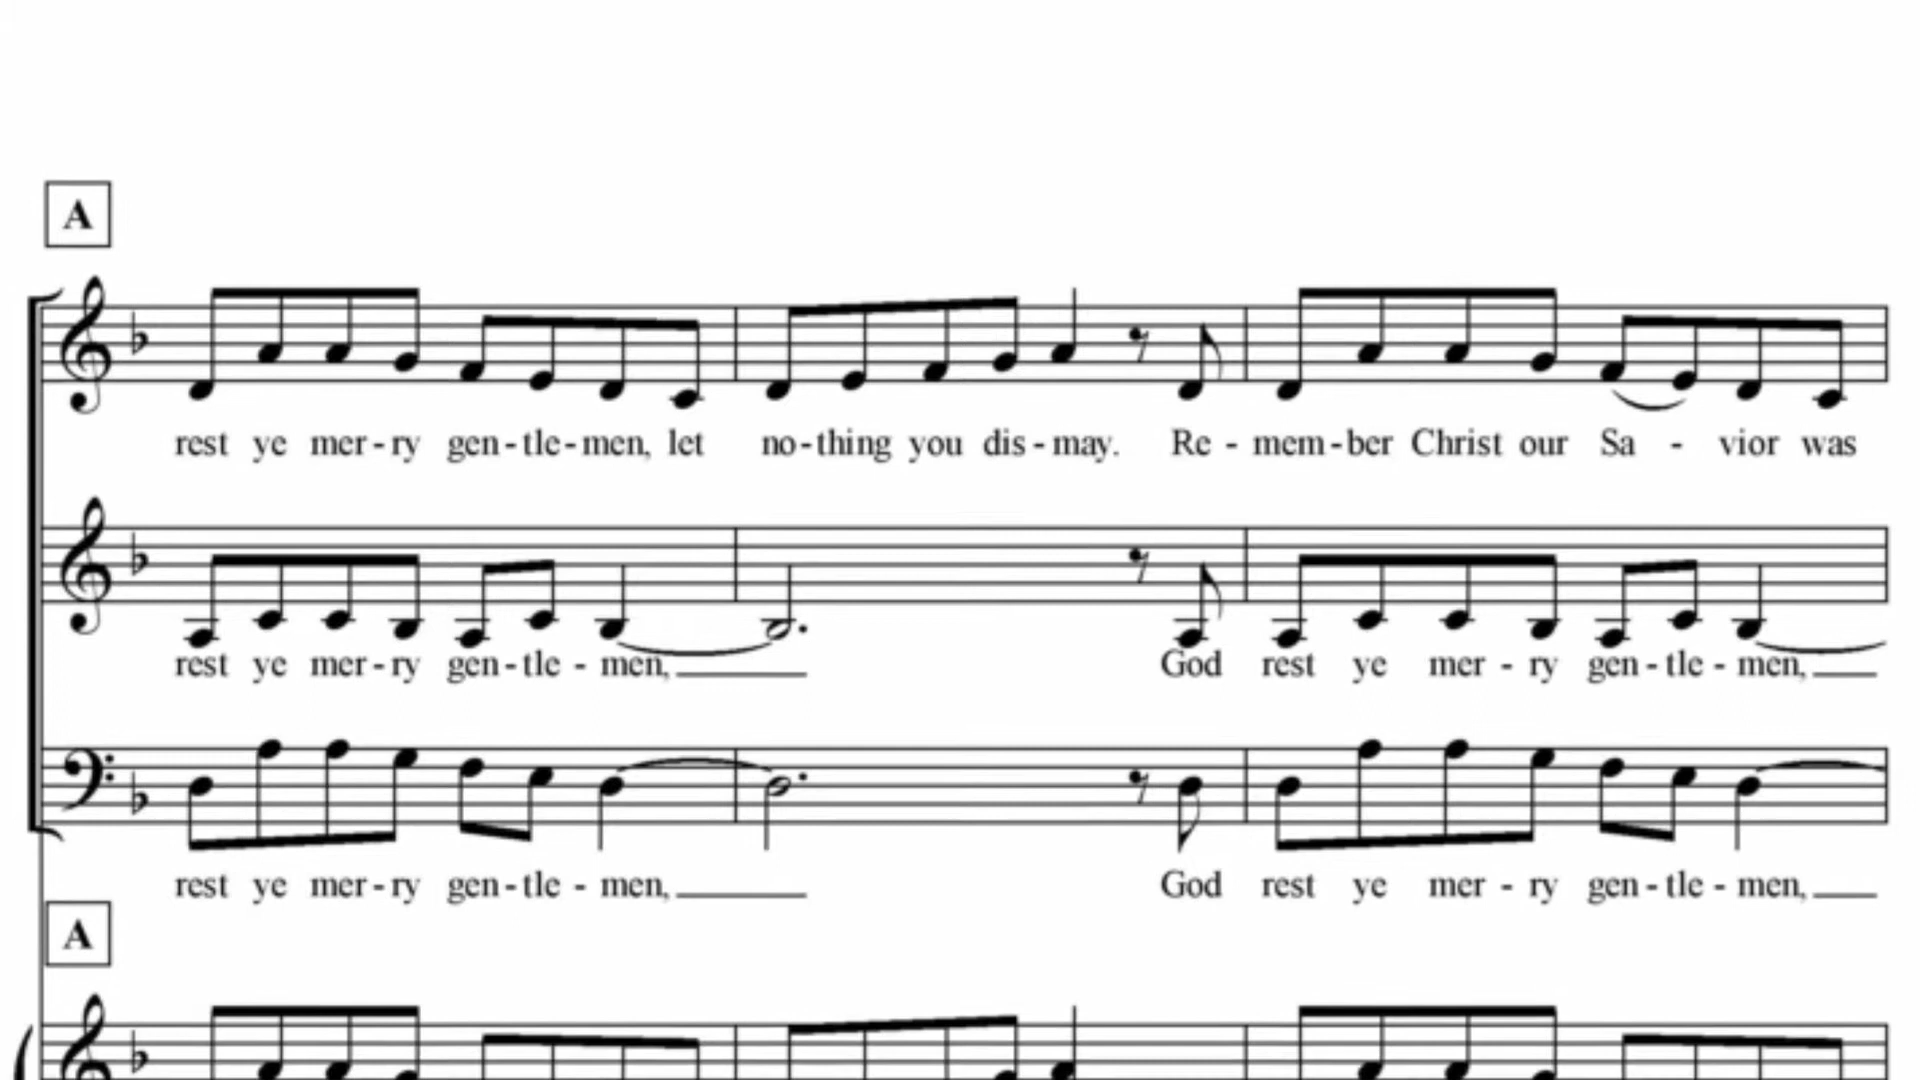 A
rest ye mer - ry gen - tle - men, let no - thing you dis - may. Re - mem - ber Christ our Sa - vior was
rest ye mer - ry gen - tle - men, God rest ye mer - ry gen - tle - men,
rest ye mer - ry gen - tle - men, God rest ye mer - ry gen - tle - men,
A